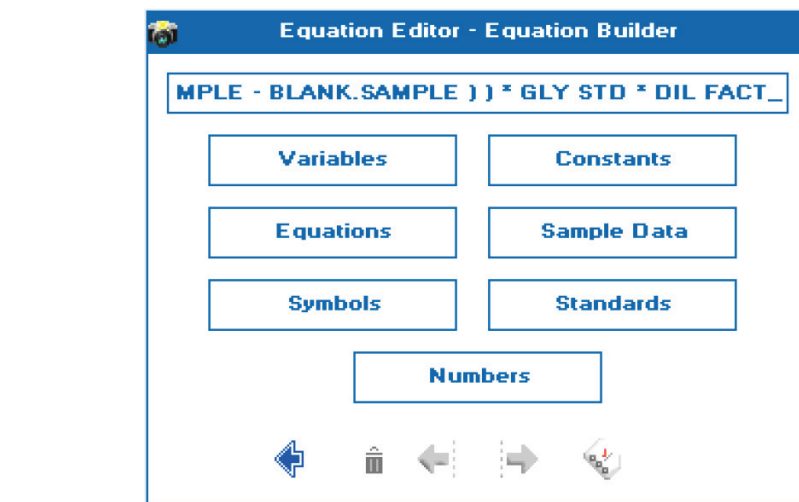 Equation Editor - Equation Builder
MPLE - BLANK.SAMPLE ) ) * GLY STD * DIL FACT_
Variables
Constants
Equations
Sample Data
Symbols
Standards
Numbers